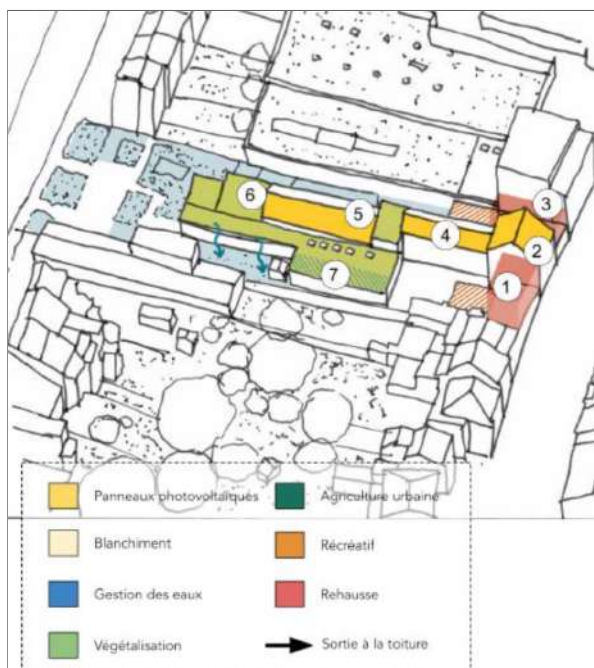 3
6
5
4
2
1
7
Panneaux photovoltaïques
Agriculture urbaine
Blanchiment
Récréatif
Gestion des eaux
Rehausse
Végétalisation
Sortie à la toiture